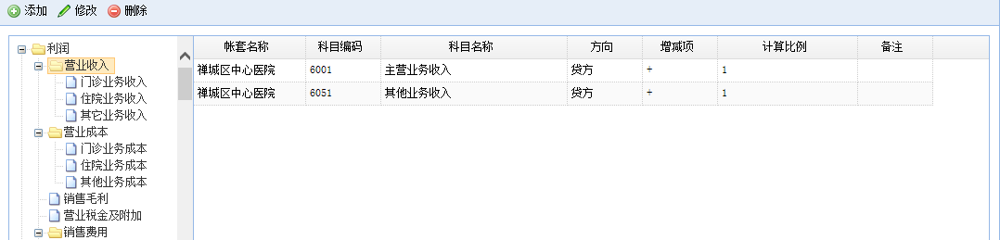 添加 修改 删除
利润
营业收入
门诊业务收入
住院业务收入
其它业务收入
营业成本
门诊业务成本
住院业务成本
其他业务成本
销售毛利
营业税金及附加
销售费用
帐套名称 科目编码 科目名称 方向 增减项 计算比例 备注
禅城区中心医院 6001 主营业务收入 贷方 + 1
禅城区中心医院 6051 其他业务收入 贷方 + 1